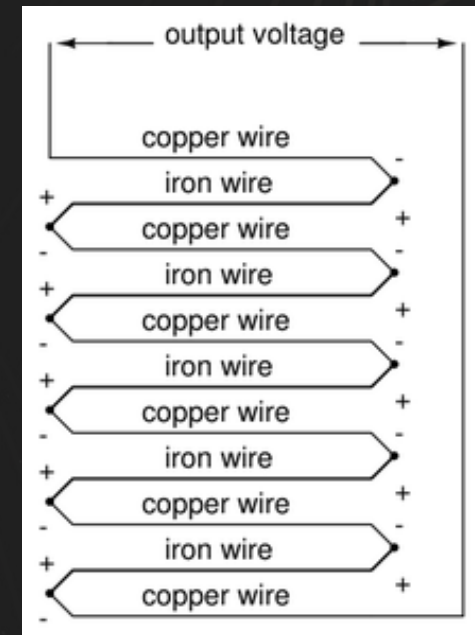 output voltage
copper wire
-
iron wire
+
+
copper wire
-
-
iron wire
+
+
copper wire
-
-
iron wire
+
+
copper wire
-
-
iron wire
+
+
copper wire
-
-
iron wire
+
+
copper wire
-